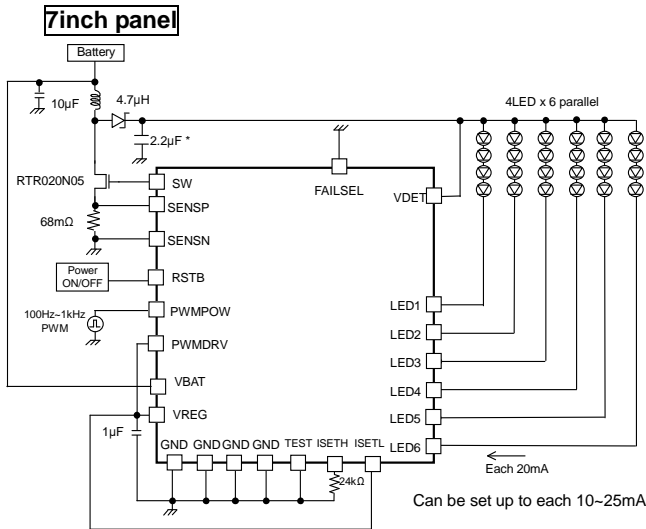 7inch panel
Battery
10µF
4.7µH
2.2µF *
4LED x 6 parallel
RTR020N05
SW
FAILSEL
VDET
SENSP
68mΩ
SENSN
Power
ON/OFF
RSTB
100Hz~1kHz
PWM
PWMPOW
PWMDRV
VBAT
VREG
1µF
LED1
LED2
LED3
LED4
LED5
LED6
GND GND GND GND TEST ISETH ISETL
24kΩ
Each 20mA
Can be set up to each 10~25mA